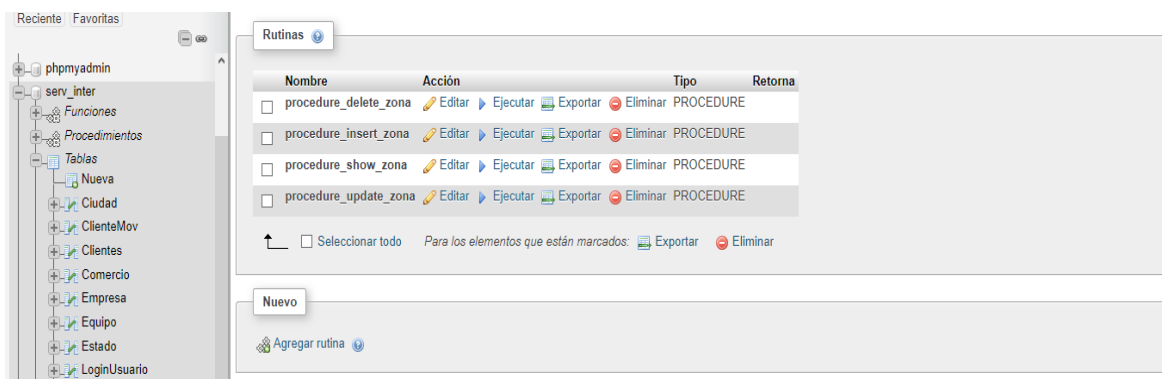 Reciente Favoritas
phpmyadmin
serv_inter
Funciones
Procedimientos
Tablas
Nueva
Ciudad
ClienteMov
Clientes
Comercio
Empresa
Equipo
Estado
LoginUsuario
Rutinas
Nombre Acción Tipo Retorna
procedure_delete_zona Editar Ejecutar Exportar Eliminar PROCEDURE
procedure_insert_zona Editar Ejecutar Exportar Eliminar PROCEDURE
procedure_show_zona Editar Ejecutar Exportar Eliminar PROCEDURE
procedure_update_zona Editar Ejecutar Exportar Eliminar PROCEDURE
Seleccionar todo Para los elementos que están marcados: Exportar Eliminar
Nuevo
Agregar rutina